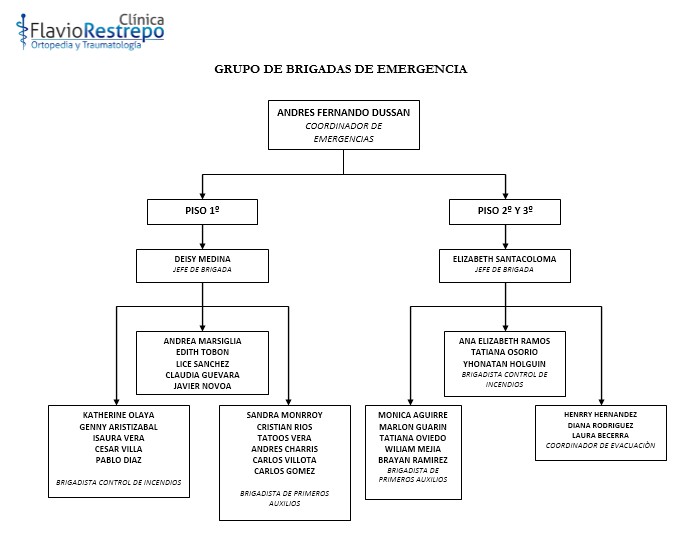 Clínica
FlavioRestrepo
Ortopedia y Traumatología
GRUPO DE BRIGADAS DE EMERGENCIA
ANDRES FERNANDO DUSSAN
COORDINADOR DE
EMERGENCIAS
PISO 1º
PISO 2º Y 3º
DEISY MEDINA
JEFE DE BRIGADA
ELIZABETH SANTACOLOMA
JEFE DE BRIGADA
ANDREA MARSIGLIA
EDITH TOBON
LICE SANCHEZ
CLAUDIA GUEVARA
JAVIER NOVOA
ANA ELIZABETH RAMOS
TATIANA OSORIO
YHONATAN HOLGUIN
BRIGADISTA CONTROL DE
INCENDIOS
KATHERINE OLAYA
GENNY ARISTIZABAL
ISAURA VERA
CESAR VILLA
PABLO DIAZ
BRIGADISTA CONTROL DE INCENDIOS
SANDRA MONRROY
CRISTIAN RIOS
TATOOS VERA
ANDRES CHARRIS
CARLOS VILLOTA
CARLOS GOMEZ
BRIGADISTA DE PRIMEROS
AUXILIOS
MONICA AGUIRRE
MARLON GUARIN
TATIANA OVIEDO
WILIAM MEJIA
BRAYAN RAMIREZ
BRIGADISTA DE
PRIMEROS AUXILIOS
HENRRY HERNANDEZ
DIANA RODRIGUEZ
LAURA BECERRA
COORDINADOR DE EVACUACIÒN